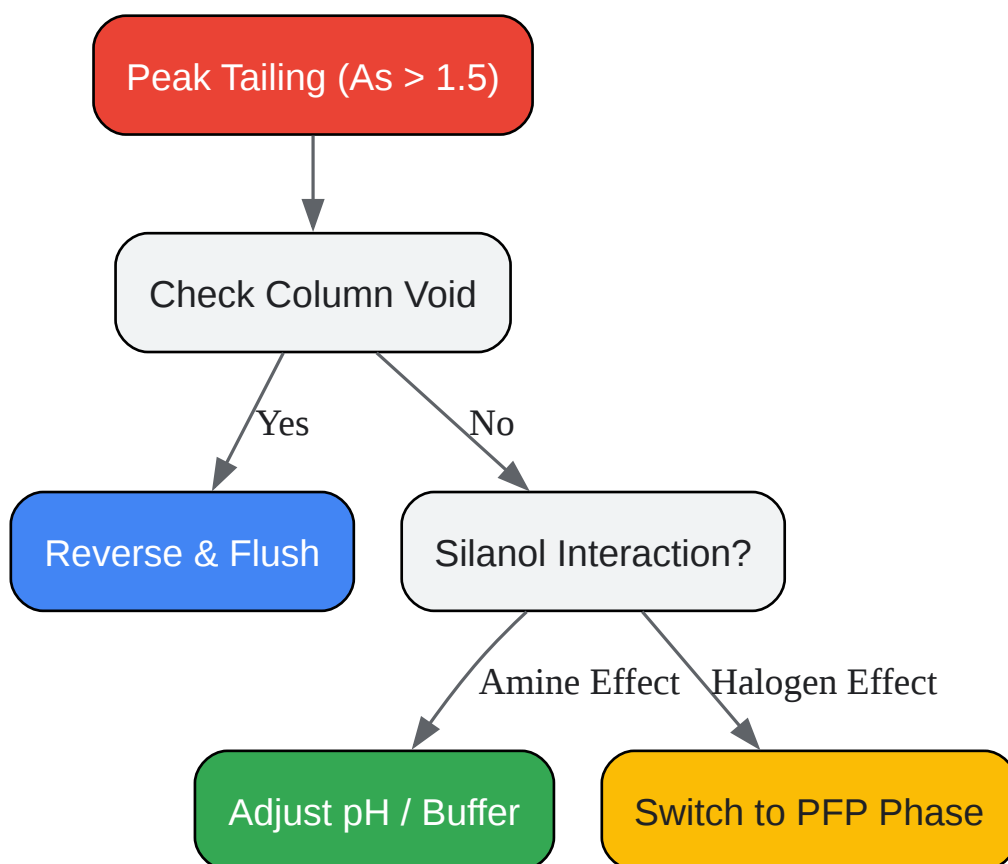 Peak Tailing (As > 1.5)
Check Column Void
Yes
No
Reverse & Flush
Silanol Interaction?
Amine Effect
Halogen Effect
Adjust pH / Buffer
Switch to PFP Phase